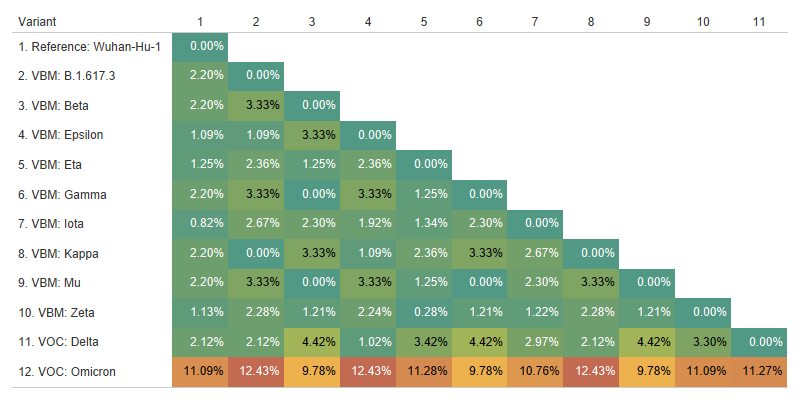 Variant 1 2 3 4 5 6 7 8 9 10 11
1. Reference: Wuhan-Hu-1 0.00%
2. VBM: B.1.617.3 2.20% 0.00%
3. VBM: Beta 2.20% 3.33% 0.00%
4. VBM: Epsilon 1.09% 1.09% 3.33% 0.00%
5. VBM: Eta 1.25% 2.36% 1.25% 2.36% 0.00%
6. VBM: Gamma 2.20% 3.33% 0.00% 3.33% 1.25% 0.00%
7. VBM: Iota 0.82% 2.67% 2.30% 1.92% 1.34% 2.30% 0.00%
8. VBM: Kappa 2.20% 0.00% 3.33% 1.09% 2.36% 3.33% 2.67% 0.00%
9. VBM: Mu 2.20% 3.33% 0.00% 3.33% 1.25% 0.00% 2.30% 3.33% 0.00%
10. VBM: Zeta 1.13% 2.28% 1.21% 2.24% 0.28% 1.21% 1.22% 2.28% 1.21% 0.00%
11. VOC: Delta 2.12% 2.12% 4.42% 1.02% 3.42% 4.42% 2.97% 2.12% 4.42% 3.30% 0.00%
12. VOC: Omicron 11.09% 12.43% 9.78% 12.43% 11.28% 9.78% 10.76% 12.43% 9.78% 11.09% 11.27%